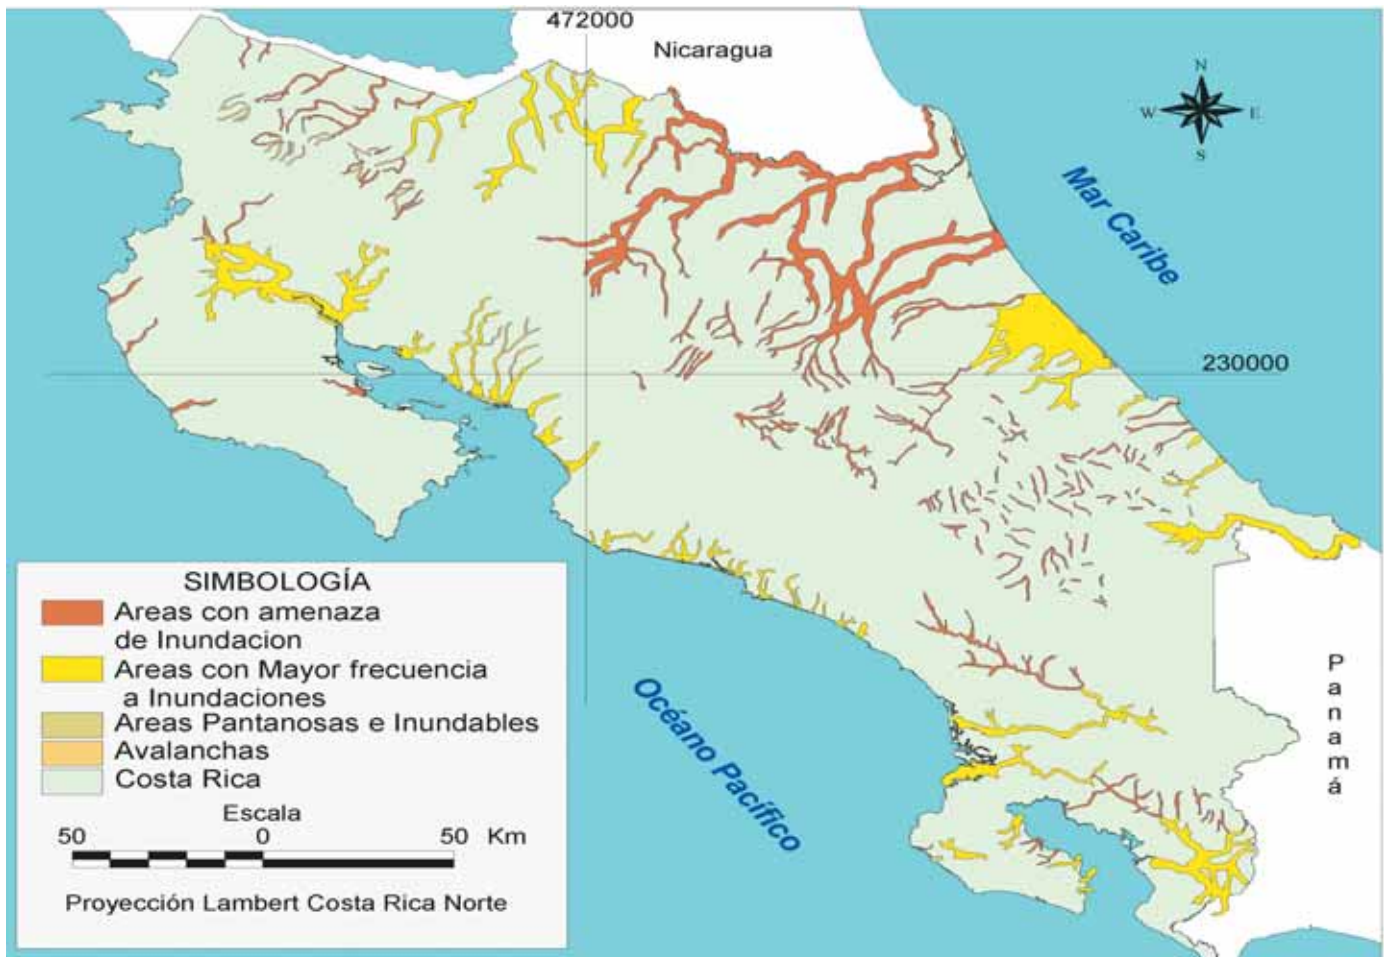 472000
Nicaragua
N
W
E
S
Mar Caribe
230000
SIMBOLOGÍA
Areas con amenaza
de Inundacion
Areas con Mayor frecuencia
a Inundaciones
Areas Pantanosas e Inundables
Avalanchas
Costa Rica
Escala
50 0 50 Km
Proyección Lambert Costa Rica Norte
Océano Pacífico
Panamá